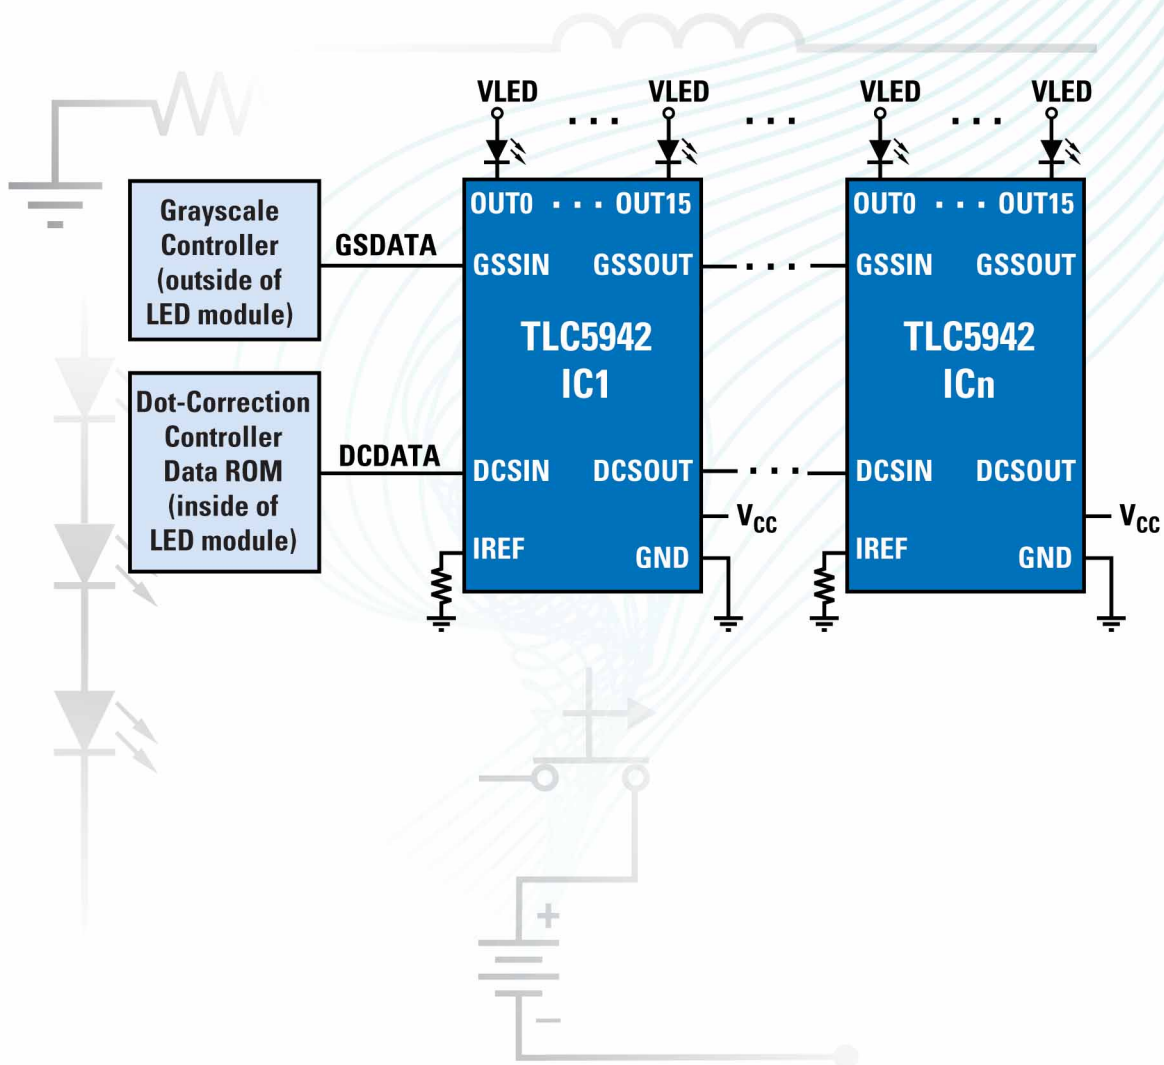 VLED VLED VLED VLED
· · · · · · · · ·
Grayscale
Controller
(outside of
LED module)
GSDATA
Dot-Correction
Controller
Data ROM
(inside of
LED module)
DCDATA
OUT0 · · · OUT15
GSSIN GSSOUT
TLC5942
IC1
DCSIN DCSOUT
VCC
IREF
GND
· · ·
· · ·
OUT0 · · · OUT15
GSSIN GSSOUT
TLC5942
ICn
DCSIN DCSOUT
VCC
IREF
GND
+
–